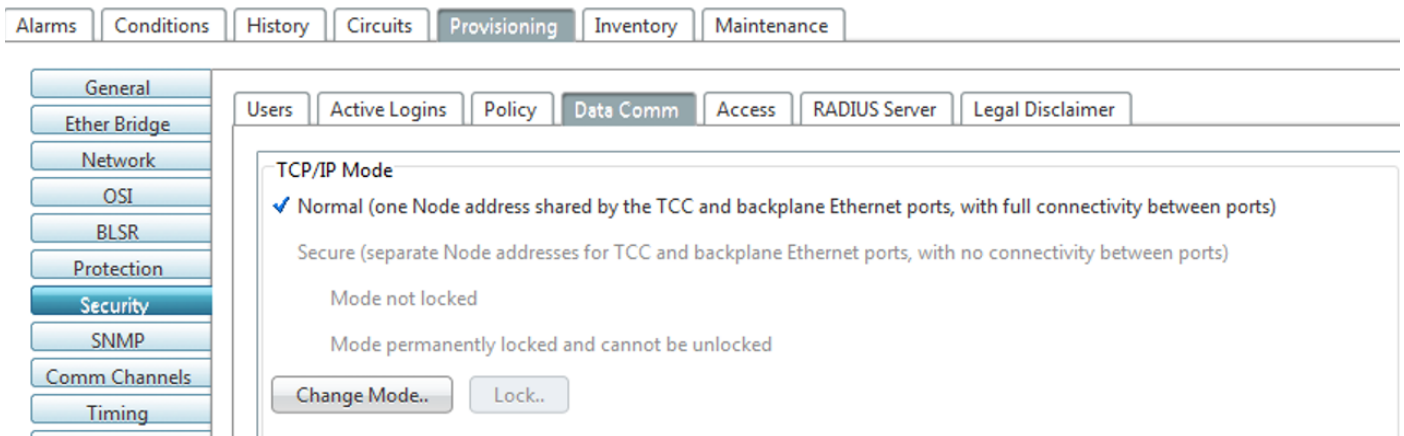 Alarms Conditions History Circuits Provisioning Inventory Maintenance
General
Ether Bridge
Network
OSI
BLSR
Protection
Security
SNMP
Comm Channels
Timing
Users Active Logins Policy Data Comm Access RADIUS Server Legal Disclaimer
TCP/IP Mode
Normal (one Node address shared by the TCC and backplane Ethernet ports, with full connectivity between ports)
Secure (separate Node addresses for TCC and backplane Ethernet ports, with no connectivity between ports)
Mode not locked
Mode permanently locked and cannot be unlocked
Change Mode.. Lock..